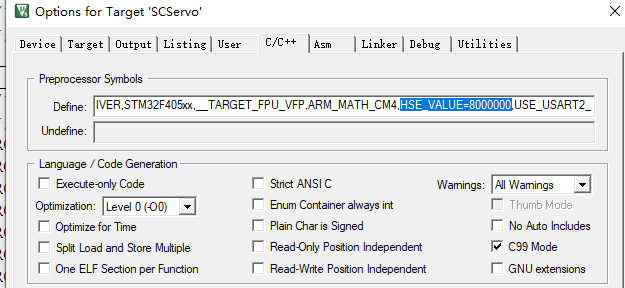 Options for Target 'SCServo'
Device Target Output Listing User C/C++ Asm Linker Debug Utilities
Preprocessor Symbols
Define: IVER,STM32F405xx,__TARGET_FPU_VFP,ARM_MATH_CM4,HSE_VALUE=8000000,USE_USART2_
Undefine:
Language / Code Generation
Execute-only Code Strict ANSI C Warnings: All Warnings
Optimization: Level 0 (-O0) Enum Container always int Thumb Mode
Optimize for Time Plain Char is Signed No Auto Includes
Split Load and Store Multiple Read-Only Position Independent C99 Mode
One ELF Section per Function Read-Write Position Independent GNU extensions